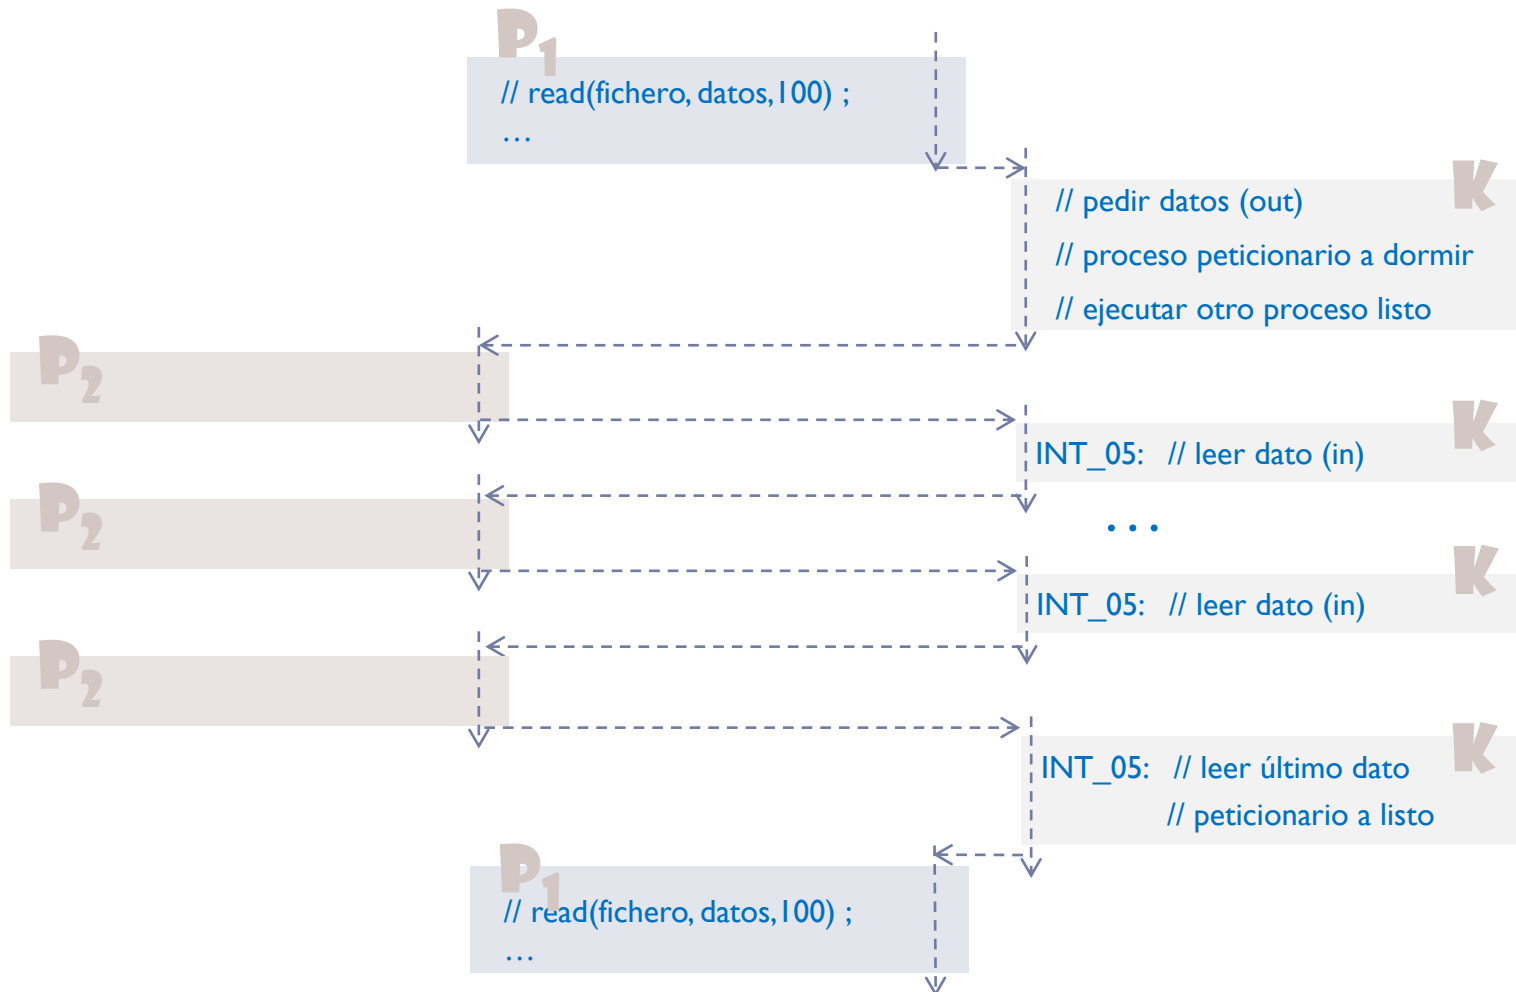 P1
// read(fichero, datos,100) ;
…
K
// pedir datos (out)
// proceso peticionario a dormir
// ejecutar otro proceso listo
P2
K
INT_05: // leer dato (in)
P2
. . .
K
INT_05: // leer dato (in)
P2
K
INT_05: // leer último dato
// peticionario a listo
P1
// read(fichero, datos,100) ;
…